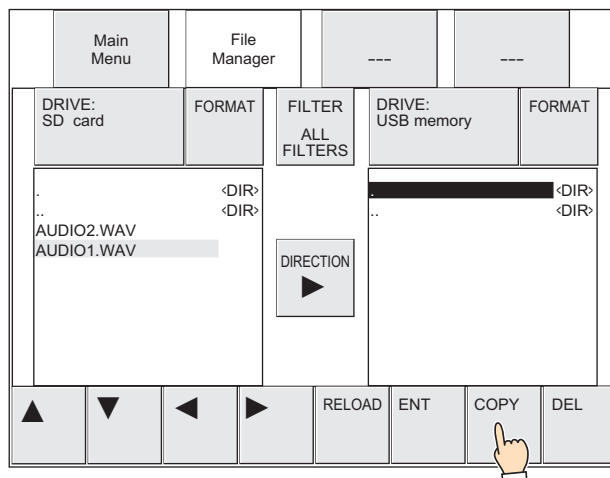 Main
Menu
File
Manager
---
---
DRIVE:
SD card
FORMAT
FILTER
ALL
FILTERS
DRIVE:
USB memory
FORMAT
. <DIR>
.. <DIR>
AUDIO2.WAV
AUDIO1.WAV
DIRECTION
. <DIR>
.. <DIR>
RELOAD
ENT
COPY
DEL